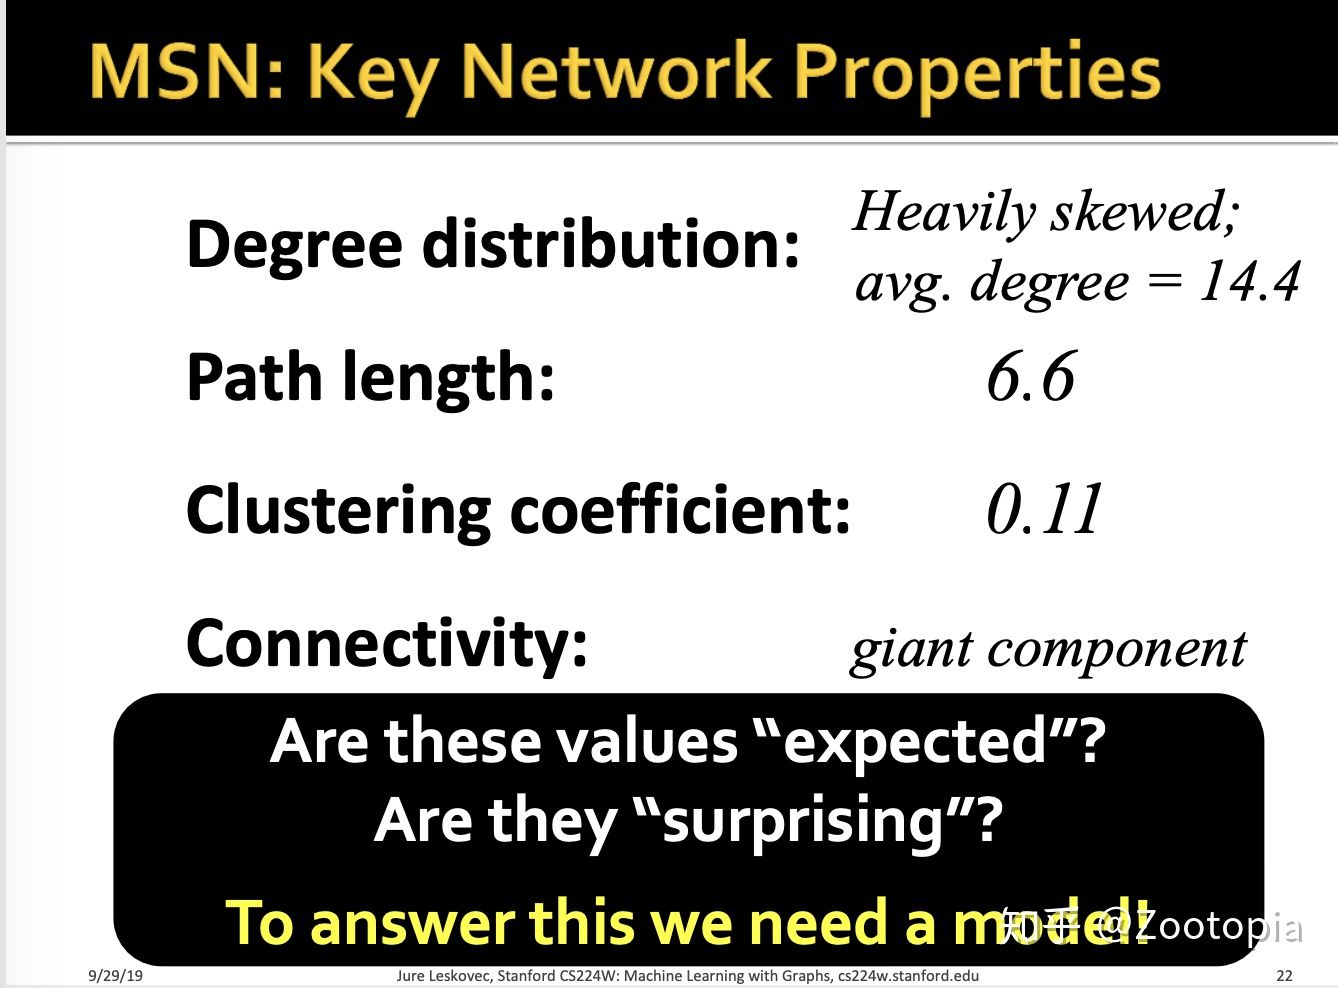 MSN: Key Network Properties
Degree distribution:
Heavily skewed;
avg. degree = 14.4
Path length: 6.6
Clustering coefficient: 0.11
Connectivity: giant component
Are these values “expected”?
Are they “surprising”?
To answer this we need a model!
知乎 @Zootopia
9/29/19 Jure Leskovec, Stanford CS224W: Machine Learning with Graphs, cs224w.stanford.edu 22